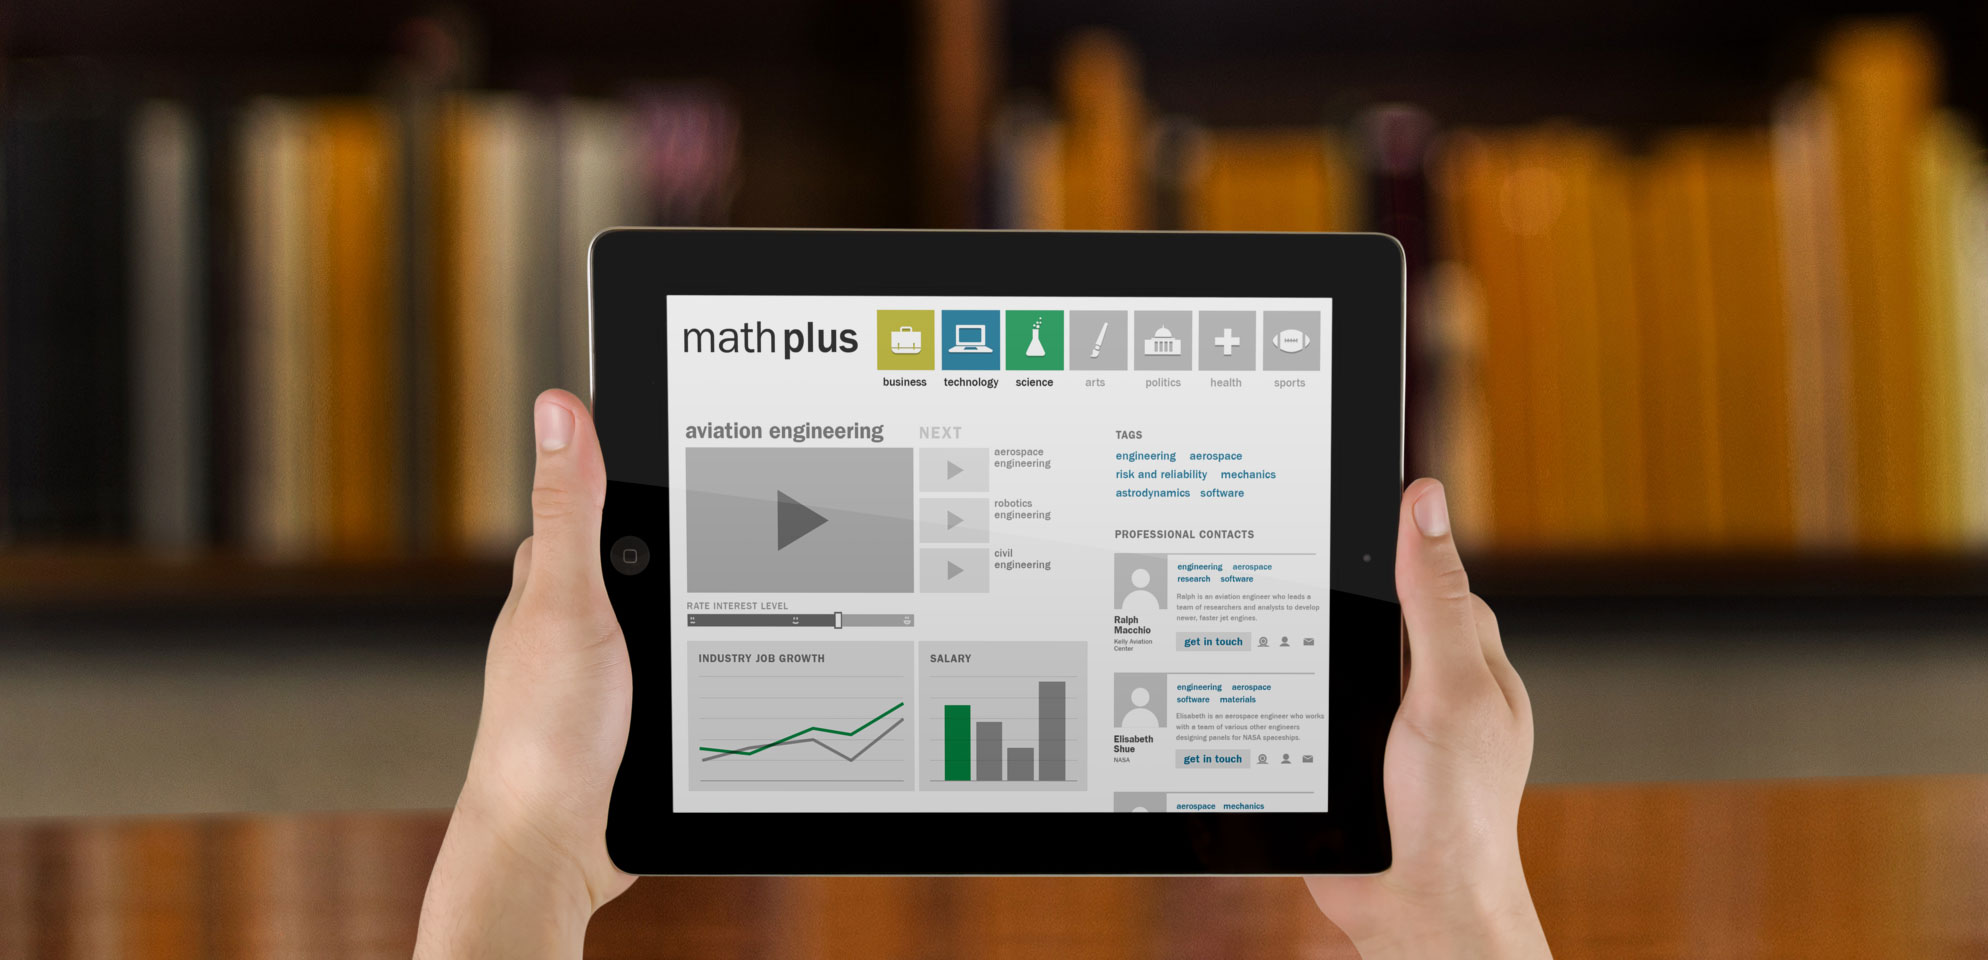 math plus
business technology science arts politics health sports
aviation engineering
NEXT
aerospace
engineering
robotics
engineering
civil
engineering
RATE INTEREST LEVEL
INDUSTRY JOB GROWTH
SALARY
TAGS
engineering aerospace
risk and reliability mechanics
astrodynamics software
PROFESSIONAL CONTACTS
engineering aerospace
research software
Ralph is an aviation engineer who leads a
team of researchers and analysts to develop
newer, faster jet engines.
Ralph
Macchio
Kelly Aviation
Center
get in touch
engineering aerospace
software materials
Elisabeth is an aerospace engineer who works
with a team of various other engineers
designing panels for NASA spaceships.
Elisabeth
Shue
NASA
get in touch
aerospace mechanics